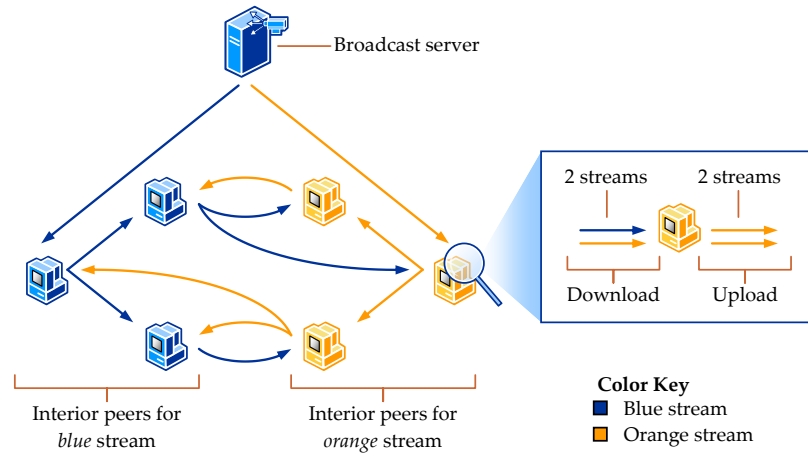 Broadcast server
2 streams
2 streams
Download
Upload
Interior peers for
blue stream
Interior peers for
orange stream
Color Key
Blue stream
Orange stream